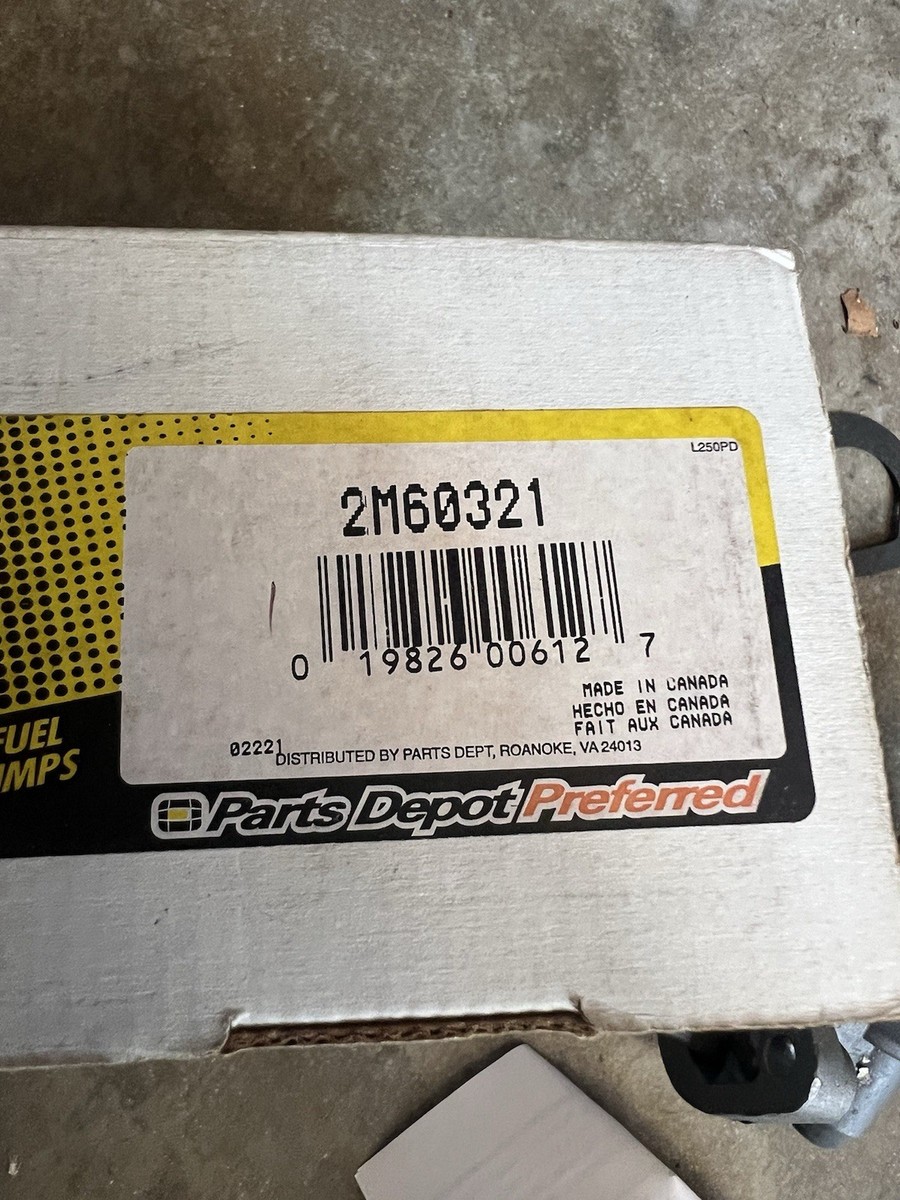 L250PD
2M60321
0 19826 00612 7
MADE IN CANADA
HECHO EN CANADA
FAIT AUX CANADA
02221
DISTRIBUTED BY PARTS DEPT, ROANOKE, VA 24013
FUEL
UMPS
Parts Depot Preferred